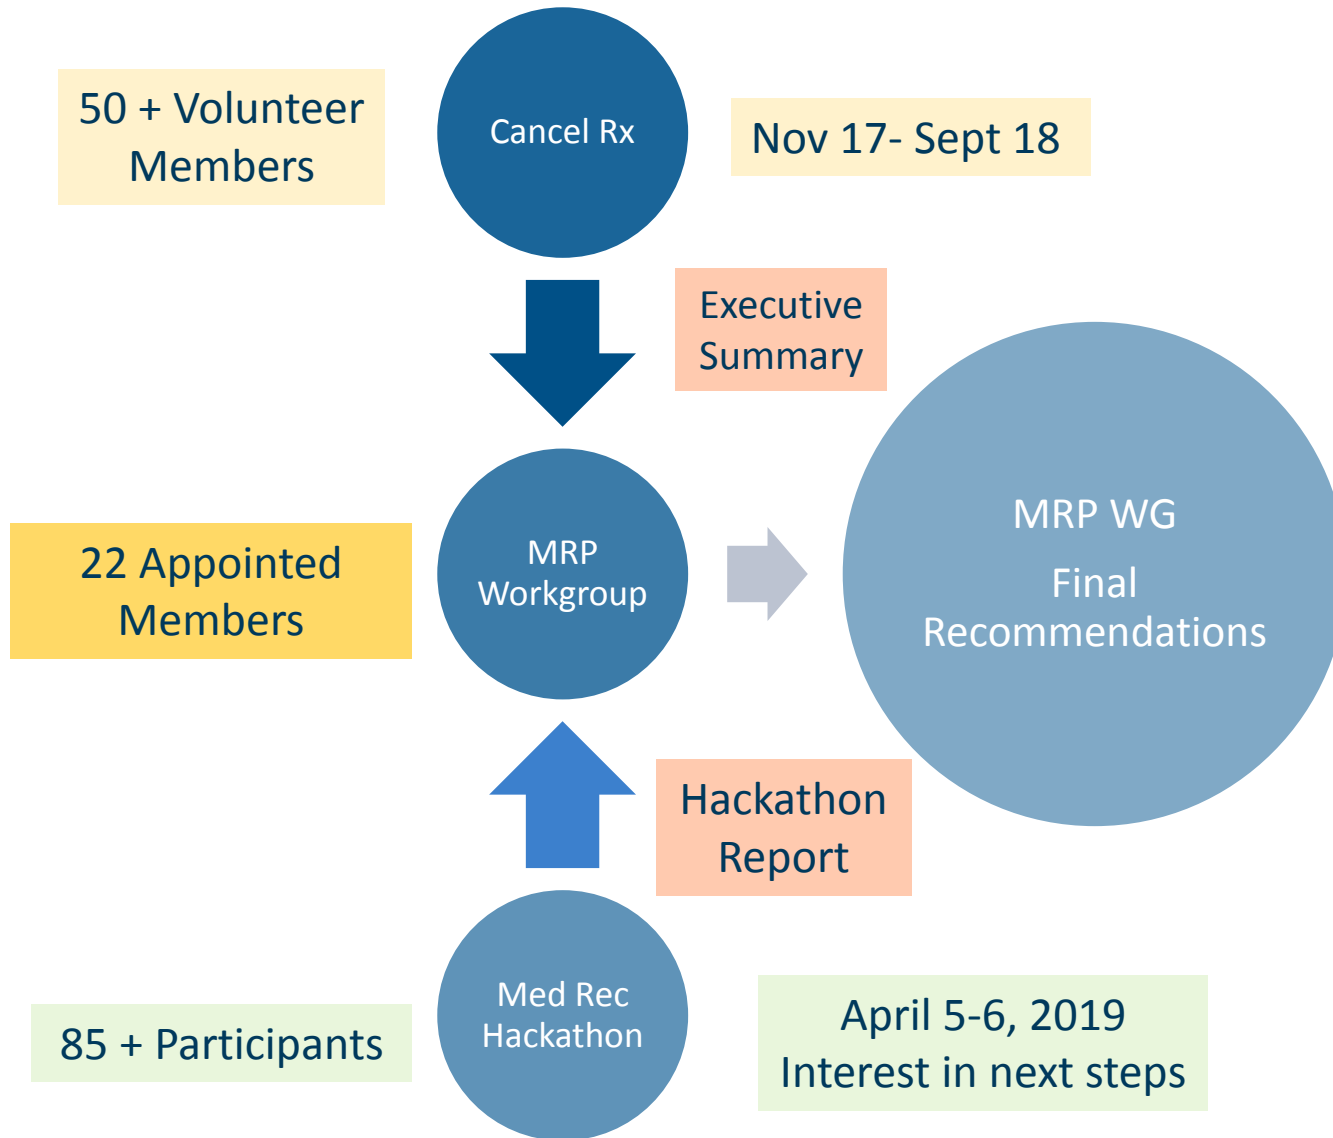 50 + Volunteer
Members
Cancel Rx
Nov 17- Sept 18
Executive
Summary
22 Appointed
Members
MRP
Workgroup
MRP WG
Final
Recommendations
Hackathon
Report
85 + Participants
Med Rec
Hackathon
April 5-6, 2019
Interest in next steps